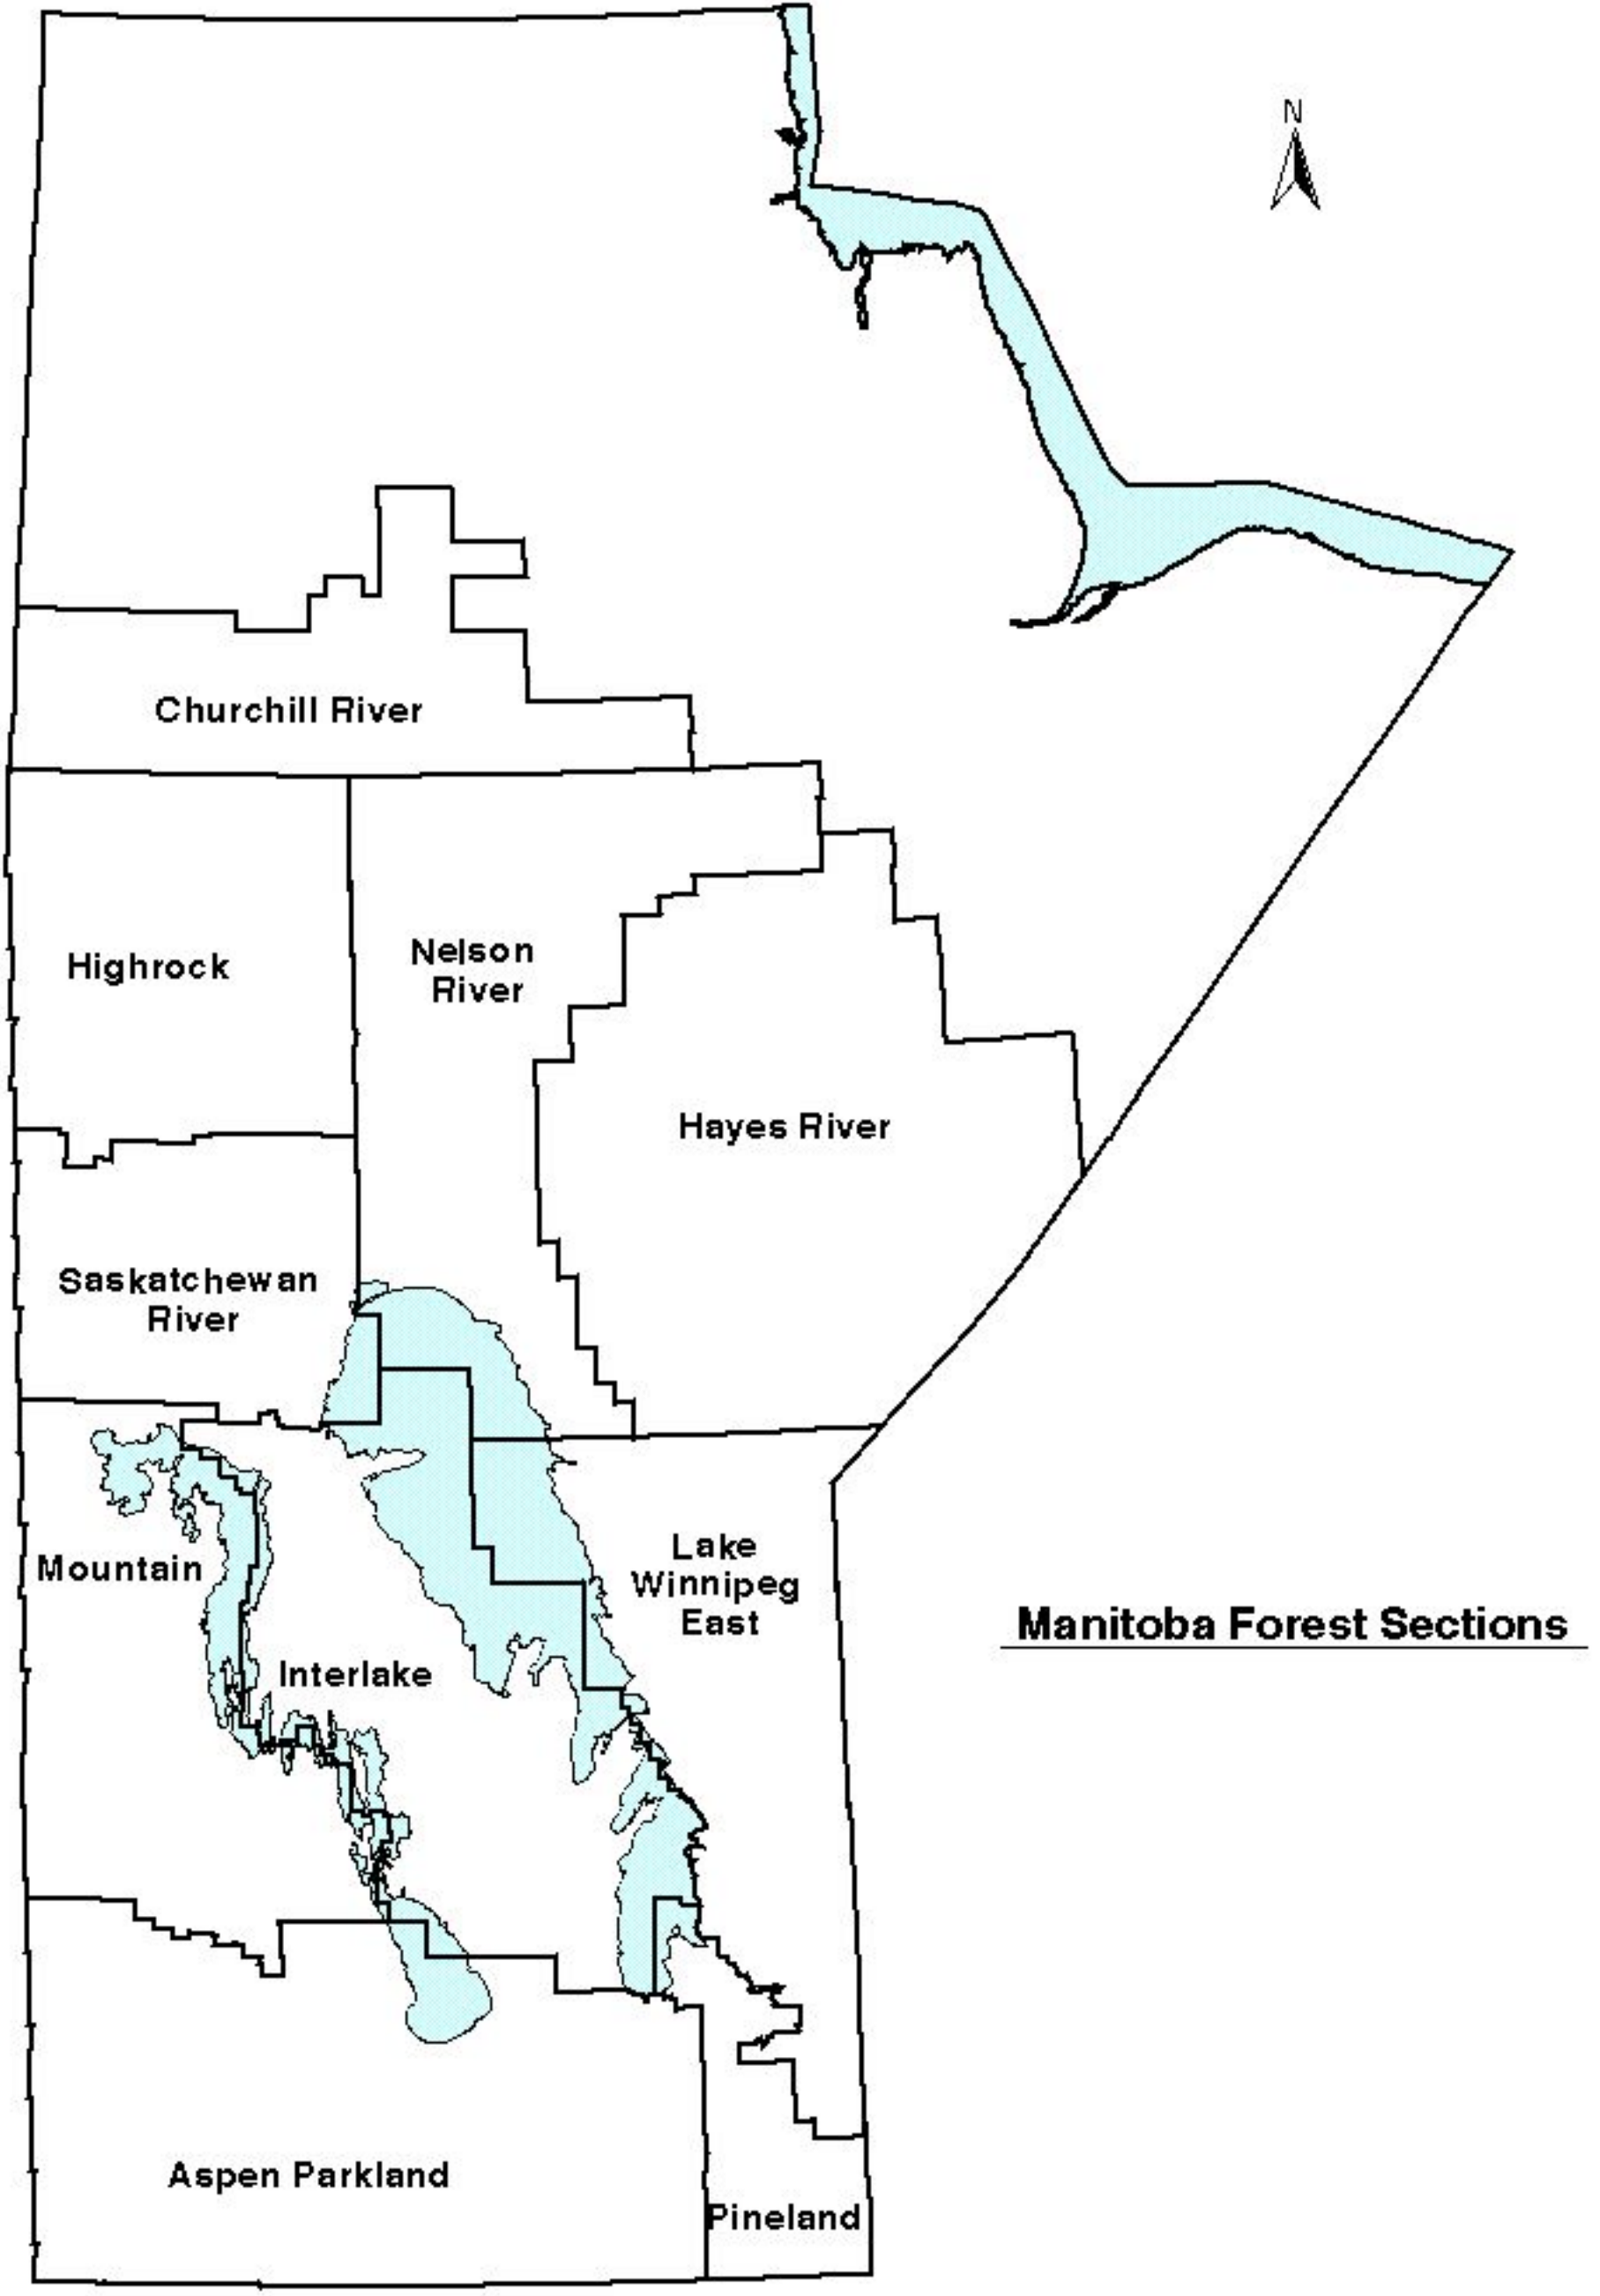 N
Churchill River
Highrock
Nelson
River
Hayes River
Saskatchewan
River
Mountain
Lake
Winnipeg
East
Manitoba Forest Sections
Interlake
Aspen Parkland
Pineland